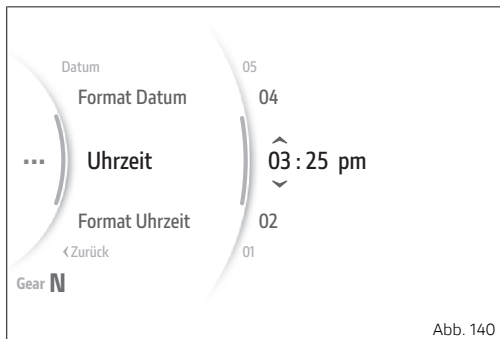 Datum 05
Format Datum 04
... Uhrzeit 03 : 25 pm
Format Uhrzeit 02
‹Zurück 01
Gear N
Abb. 140